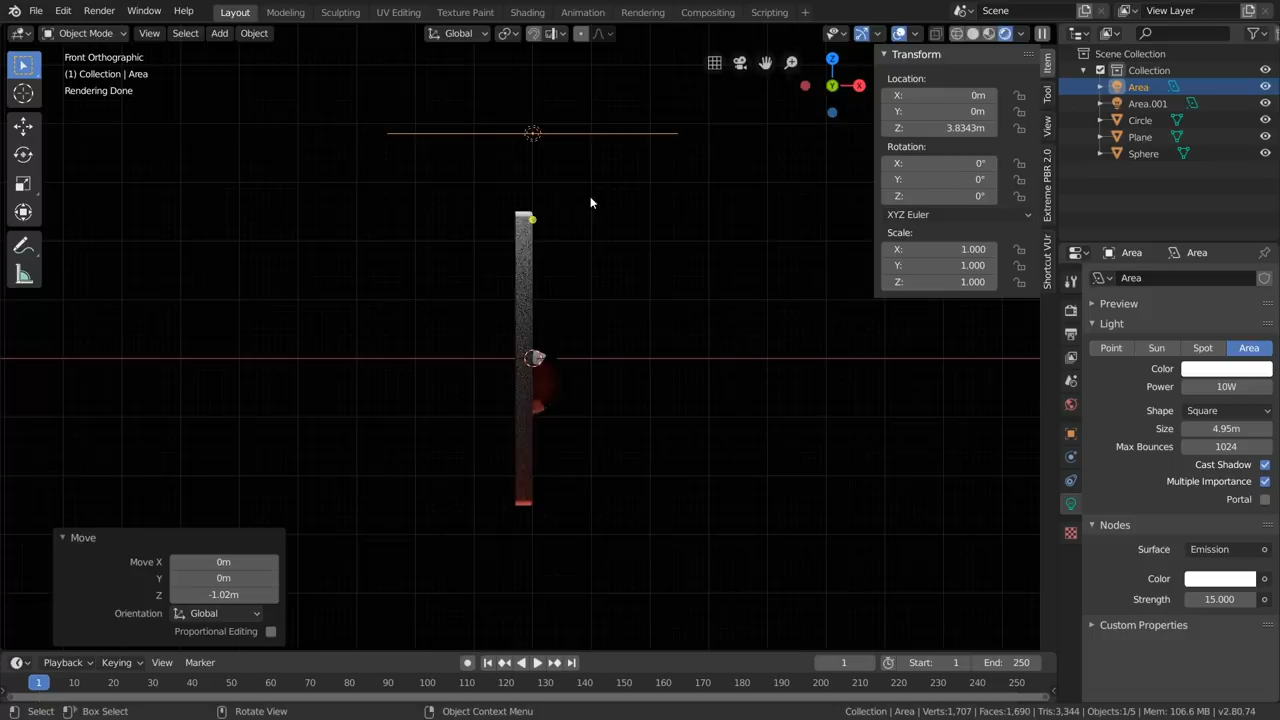 File Edit Render Window Help Layout Modeling Sculpting UV Editing Texture Paint Shading Animation Rendering Compositing Scripting + Scene View Layer
Object Mode View Select Add Object Global
Front Orthographic
(1) Collection | Area
Rendering Done
Z
Y
X
Transform
Location:
X: 0m
Y: 0m
Z: 3.8343m
Rotation:
X: 0°
Y: 0°
Z: 0°
XYZ Euler
Scale:
X: 1.000
Y: 1.000
Z: 1.000
Item
Tool
View
Extreme PBR 2.0
Shortcut VUr
Scene Collection
Collection
Area
Area.001
Circle
Plane
Sphere
Area Area
Area
Preview
Light
Point Sun Spot Area
Color
Power 10W
Shape Square
Size 4.95m
Max Bounces 1024
Cast Shadow
Multiple Importance
Portal
Nodes
Surface Emission
Color
Strength 15.000
Custom Properties
Move
Move X 0m
Y 0m
Z -1.02m
Orientation Global
Proportional Editing
Playback Keying View Marker 1 Start: 1 End: 250
1 10 20 30 40 50 60 70 80 90 100 110 120 130 140 150 160 170 180 190 200 210 220 230 240 250
Select Box Select Rotate View Object Context Menu Collection | Area | Verts:1,707 | Faces:1,690 | Tris:3,344 | Objects:1/5 | Mem: 106.6 MB | v2.80.74